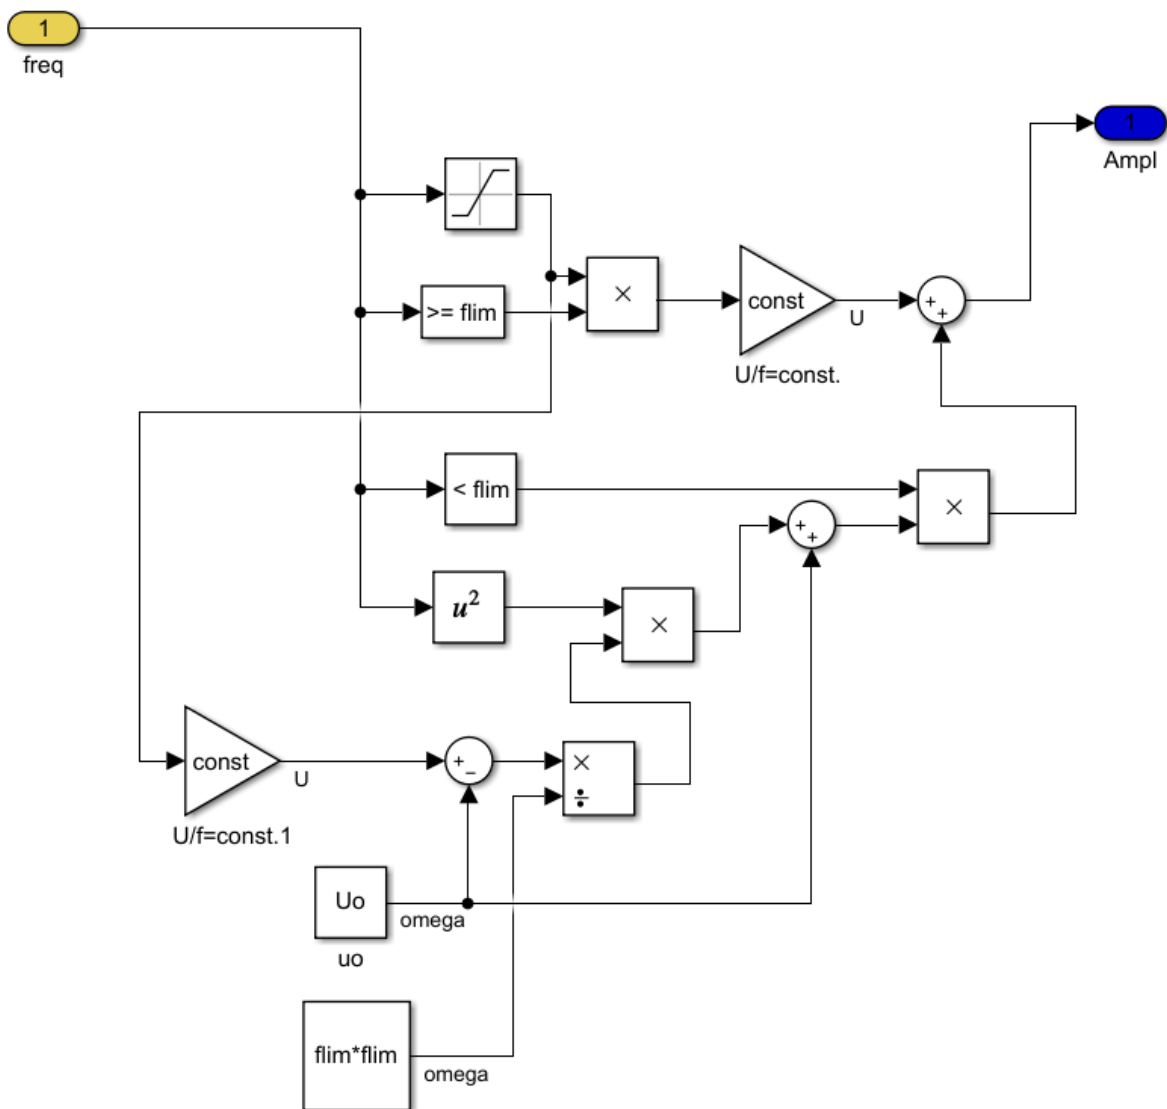 1
freq
1
Ampl
>= flim
×
const
+
+
U
U/f=const.
< flim
×
+
+
u²
×
const
U
+
−
×
÷
U/f=const.1
Uo
omega
uo
flim*flim
omega